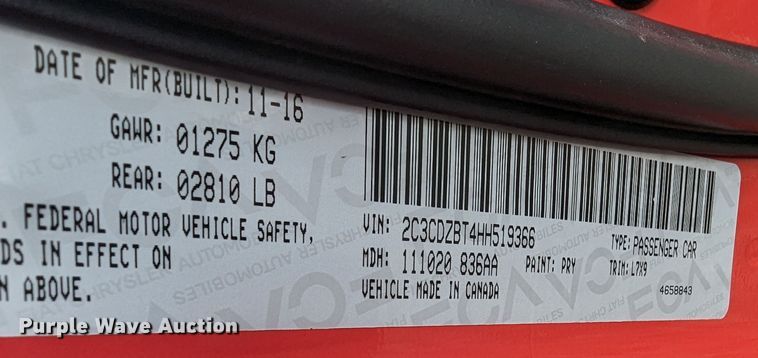 DATE OF MFR(BUILT): 11-16
GAWR: 01275 KG
REAR: 02810 LB
. FEDERAL MOTOR VEHICLE SAFETY,
DS IN EFFECT ON
N ABOVE.
VIN: 2C3CDZBT4HH519366 TYPE: PASSENGER CAR
MDH: 111020 836AA PAINT: PRY TRIM: L7X9
VEHICLE MADE IN CANADA 4658843
Purple Wave Auction